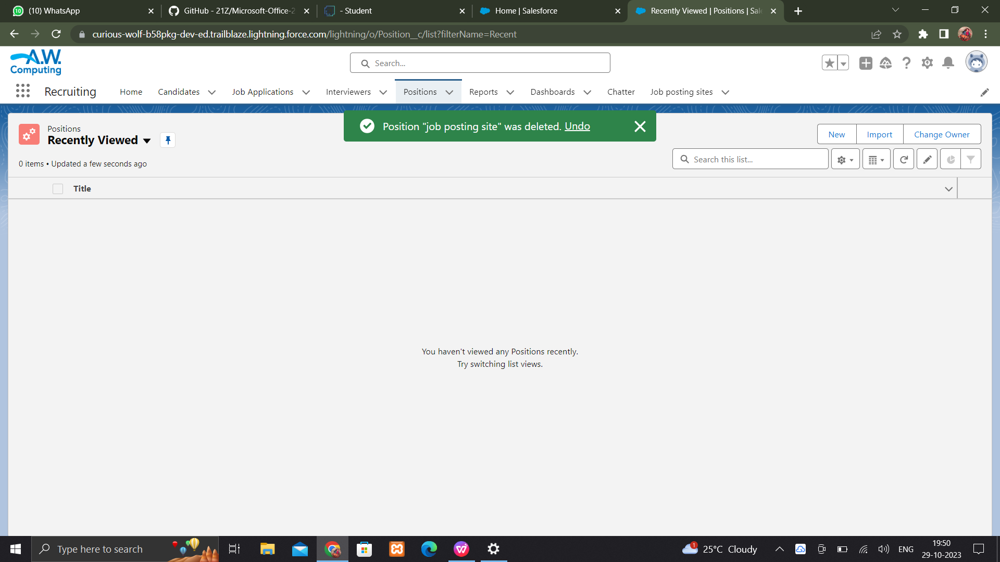 (10) WhatsApp
GitHub - 21Z/Microsoft-Office-2
- Student
Home | Salesforce
Recently Viewed | Positions | Sal
curious-wolf-b58pkg-dev-ed.trailblaze.lightning.force.com/lightning/o/Position__c/list?filterName=Recent
A.W.
Computing
Search...
Recruiting
Home
Candidates
Job Applications
Interviewers
Positions
Reports
Dashboards
Chatter
Job posting sites
Position "job posting site" was deleted. Undo
Positions
Recently Viewed
New
Import
Change Owner
0 items • Updated a few seconds ago
Search this list...
Title
You haven't viewed any Positions recently.
Try switching list views.
Type here to search
1
25°C Cloudy
ENG
19:50
29-10-2023